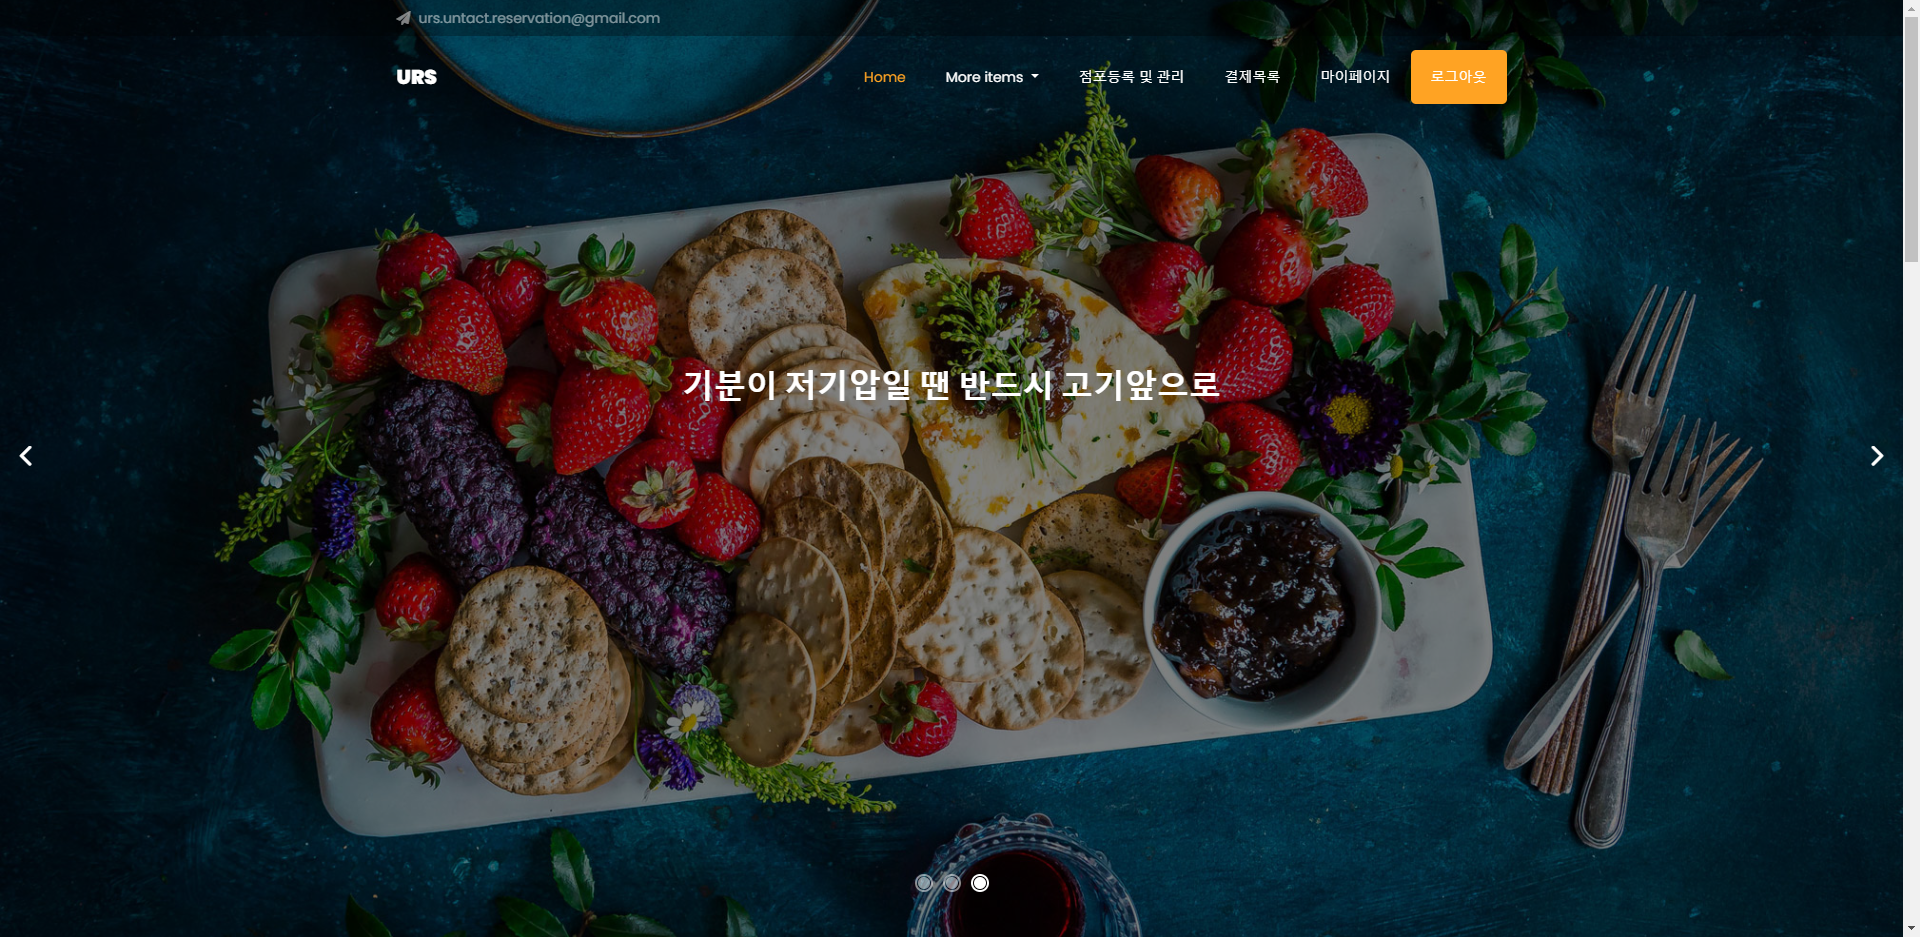 urs.untact.reservation@gmail.com
URS
Home
More items
점포등록 및 관리
결제목록
마이페이지
로그아웃
기분이 저기압일 땐 반드시 고기앞으로